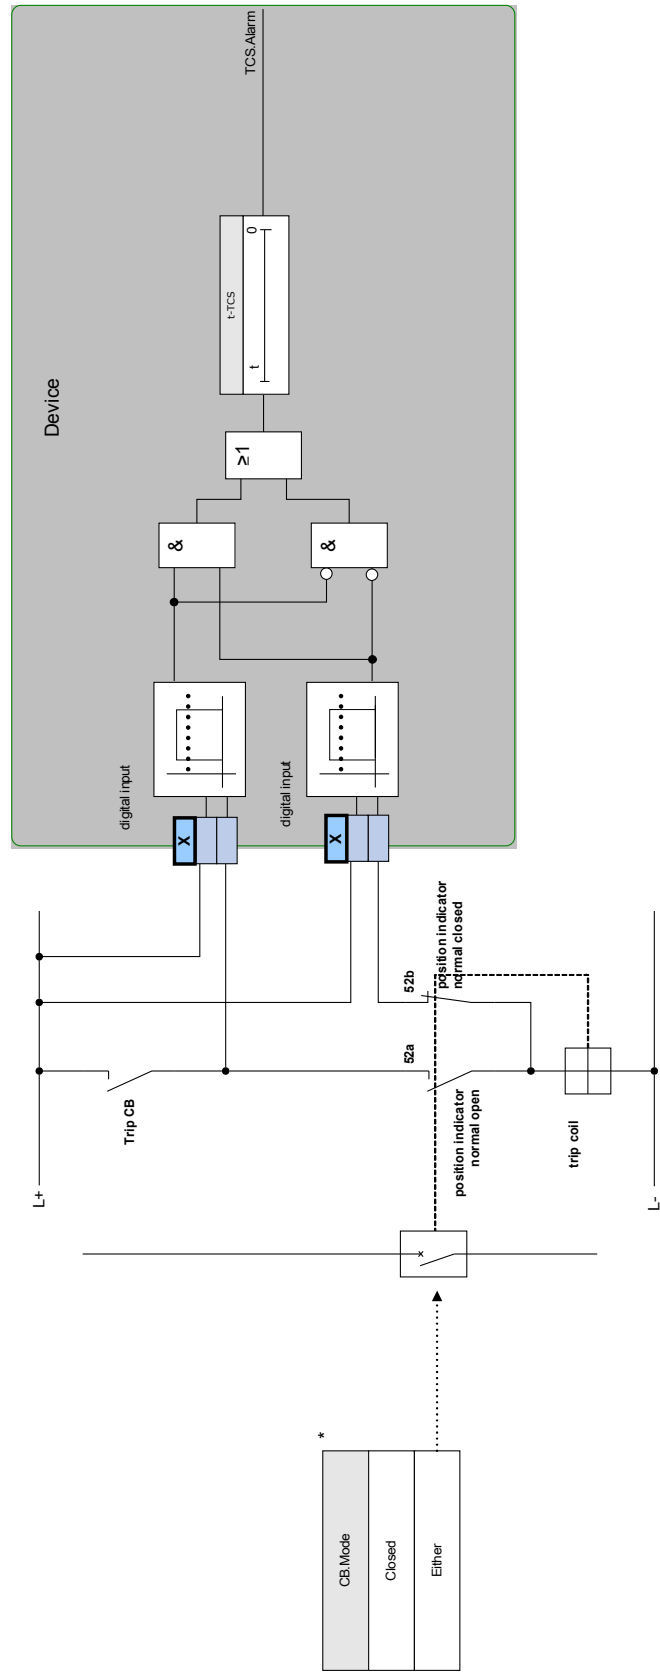 TCS.Alarm
Device
t-TCS
t
0
≥1
&
&
digital input
digital input
X
X
52b
position indicator
normal closed
52a
position indicator
normal open
Trip CB
trip coil
L+
L-
*
CB.Mode
Closed
Either